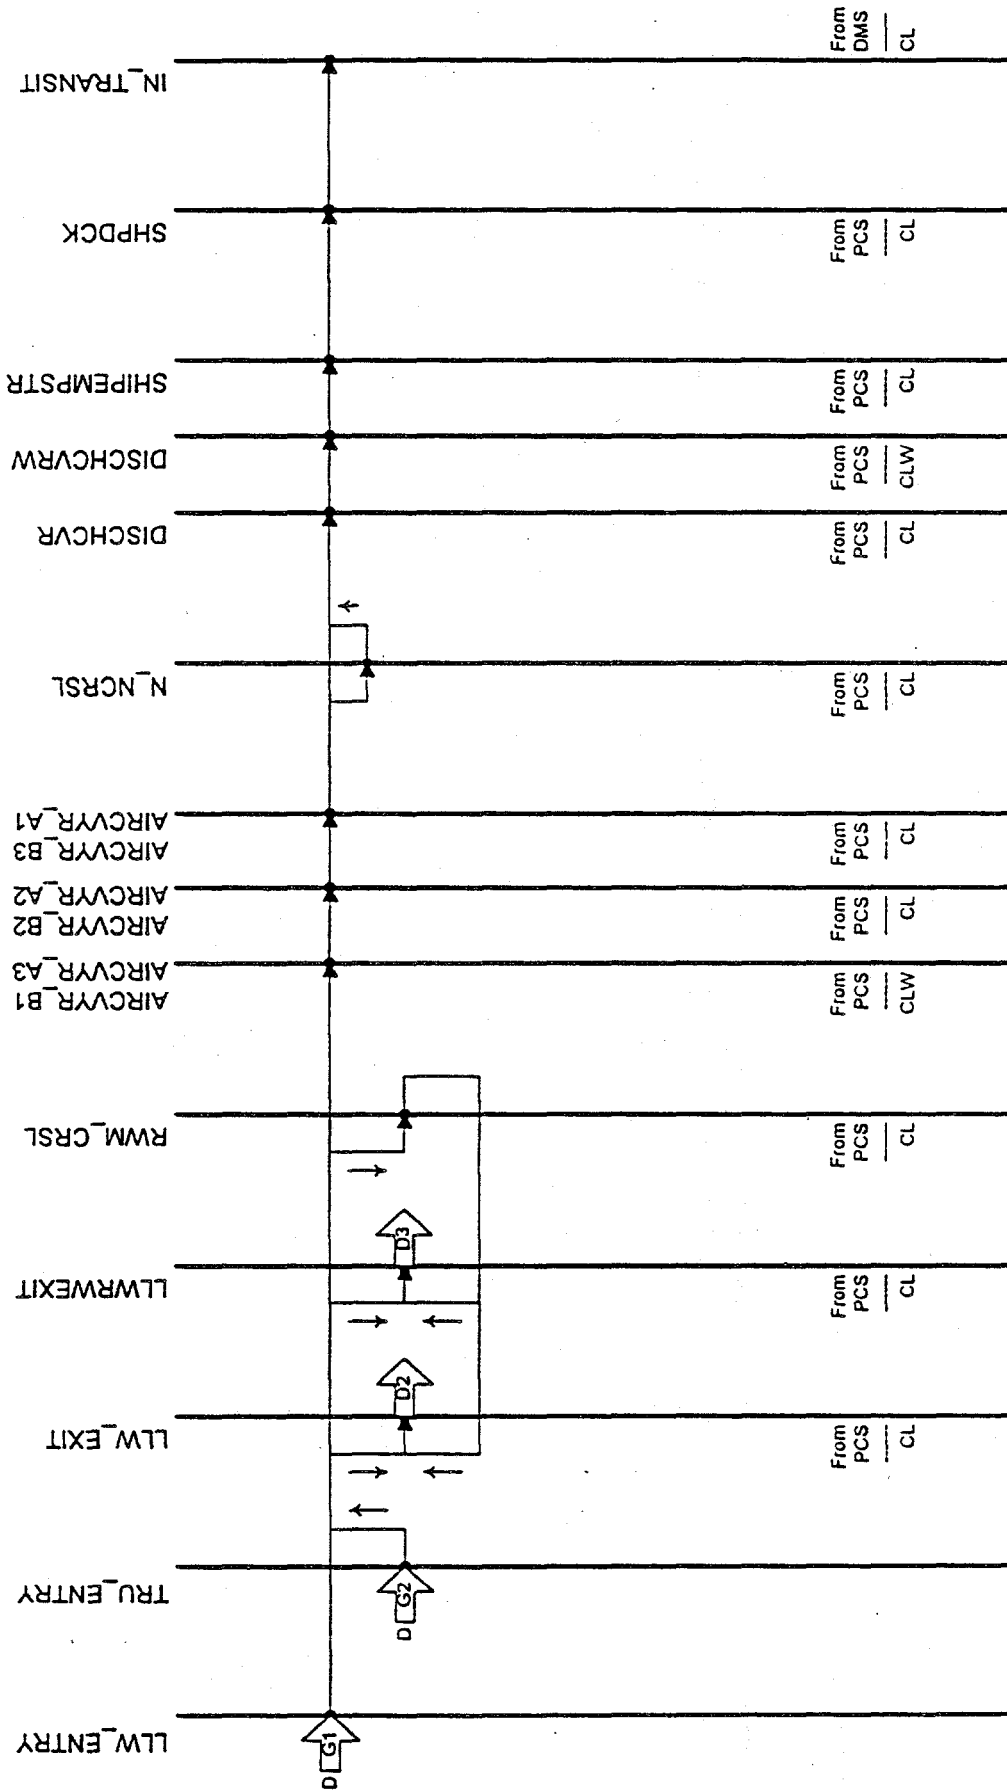 LLW_ENTRY
TRU_ENTRY
LLW_EXIT
LLWRWEXIT
RWM_CRSL
AIRCVYR_B1
AIRCVYR_A3
AIRCVYR_B2
AIRCVYR_A2
AIRCVYR_B3
AIRCVYR_A1
N_NCRSL
DISCHCVR
DISCHCVRW
SHIPEMPSTR
SHPDCK
IN_TRANSIT
D G1
D G2
D2
D3
From
PCS
CL
From
PCS
CL
From
PCS
CL
From
PCS
CLW
From
PCS
CL
From
PCS
CL
From
PCS
CL
From
PCS
CL
From
PCS
CLW
From
PCS
CL
From
PCS
CL
From
DMS
CL